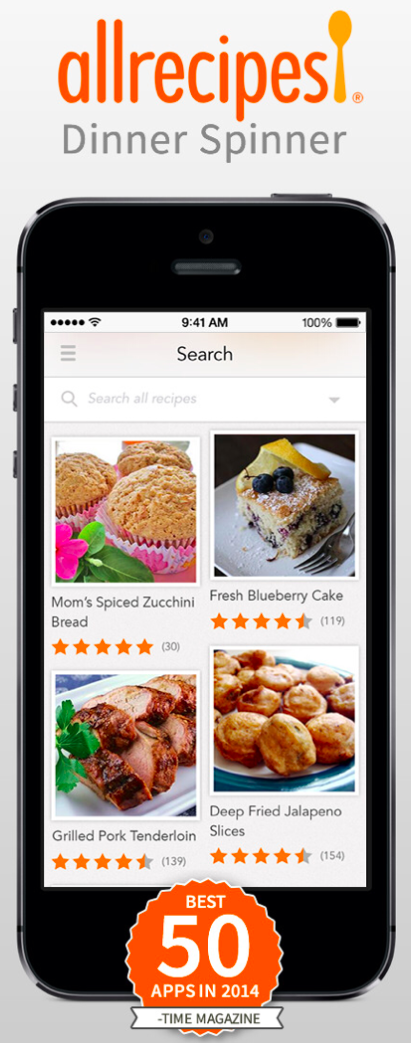 allrecipes®
Dinner Spinner
9:41 AM 100%
Search
Search all recipes
Mom's Spiced Zucchini
Bread
(30)
Fresh Blueberry Cake
(119)
Grilled Pork Tenderloin
(139)
Deep Fried Jalapeno
Slices
(154)
BEST
50
APPS IN 2014
-TIME MAGAZINE